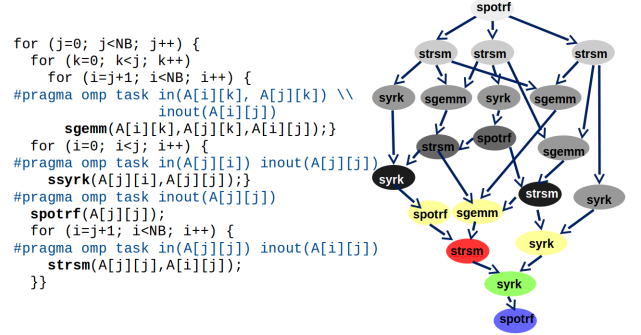 for (j=0; j<NB; j++) {
for (k=0; k<j; k++)
for (i=j+1; i<NB; i++) {
#pragma omp task in(A[i][k], A[j][k]) \\
inout(A[i][j])
sgemm(A[i][k],A[j][k],A[i][j]);}
for (i=0; i<j; i++) {
#pragma omp task in(A[j][i]) inout(A[j][j])
ssyrk(A[j][i],A[j][j]);}
#pragma omp task inout(A[j][j])
spotrf(A[j][j]);
for (i=j+1; i<NB; i++) {
#pragma omp task in(A[j][j]) inout(A[i][j])
strsm(A[j][j],A[i][j]);
}}
spotrf
strsm strsm strsm
syrk sgemm syrk sgemm
strsm spotrf sgemm
syrk strsm syrk
spotrf sgemm
strsm syrk
syrk
spotrf